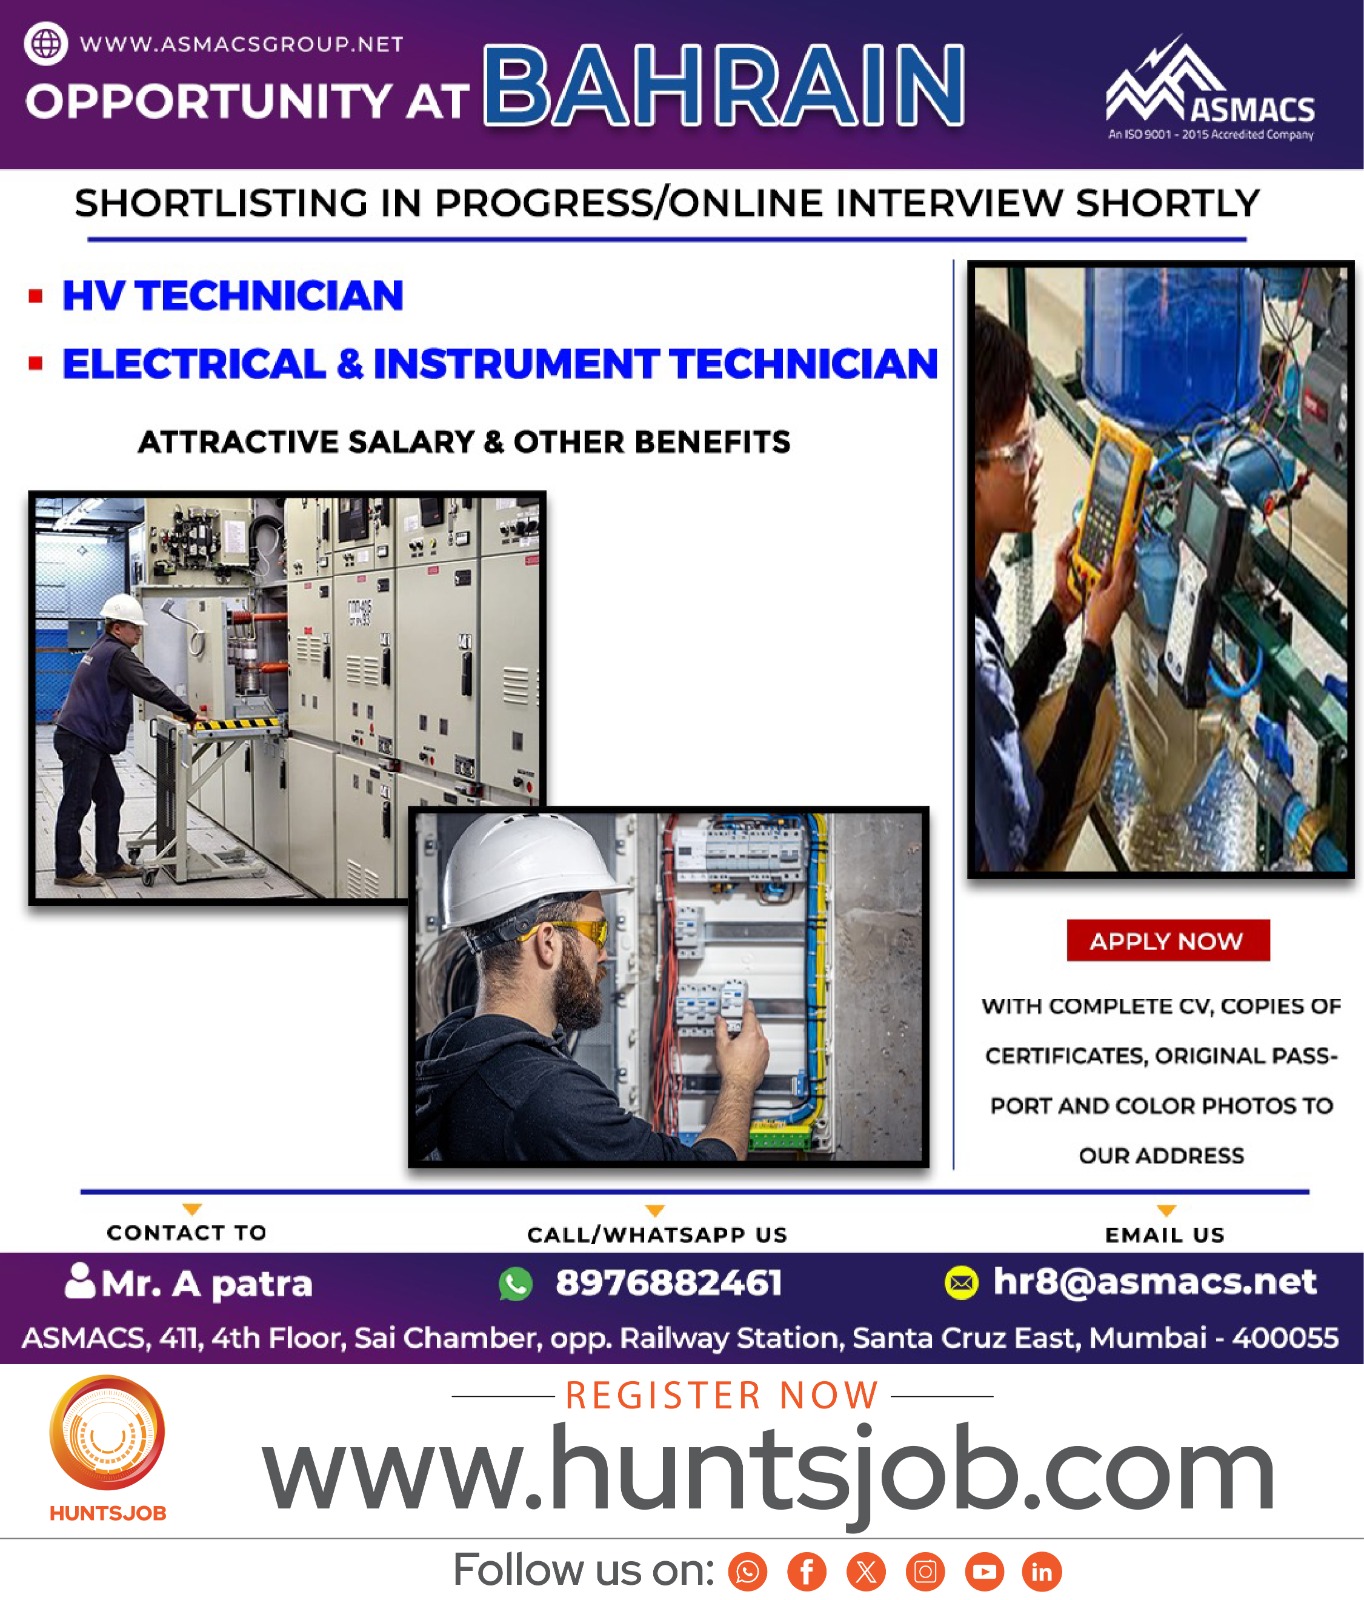 WWW.ASMACSGROUP.NET
OPPORTUNITY AT BAHRAIN
ASMACS
An ISO 9001 - 2015 Accredited Company
SHORTLISTING IN PROGRESS/ONLINE INTERVIEW SHORTLY
HV TECHNICIAN
ELECTRICAL & INSTRUMENT TECHNICIAN
ATTRACTIVE SALARY & OTHER BENEFITS
APPLY NOW
WITH COMPLETE CV, COPIES OF
CERTIFICATES, ORIGINAL PASS-
PORT AND COLOR PHOTOS TO
OUR ADDRESS
CONTACT TO
CALL/WHATSAPP US
EMAIL US
Mr. A patra
8976882461
hr8@asmacs.net
ASMACS, 411, 4th Floor, Sai Chamber, opp. Railway Station, Santa Cruz East, Mumbai - 400055
REGISTER NOW
www.huntsjob.com
HUNTSJOB
Follow us on: